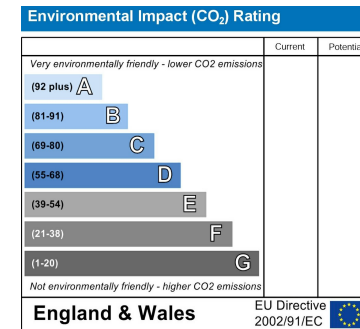 Environmental Impact (CO₂) Rating
Current Potentia
Very environmentally friendly - lower CO2 emissions
(92 plus) A
(81-91) B
(69-80) C
(55-68) D
(39-54) E
(21-38) F
(1-20) G
Not environmentally friendly - higher CO2 emissions
England & Wales
EU Directive
2002/91/EC